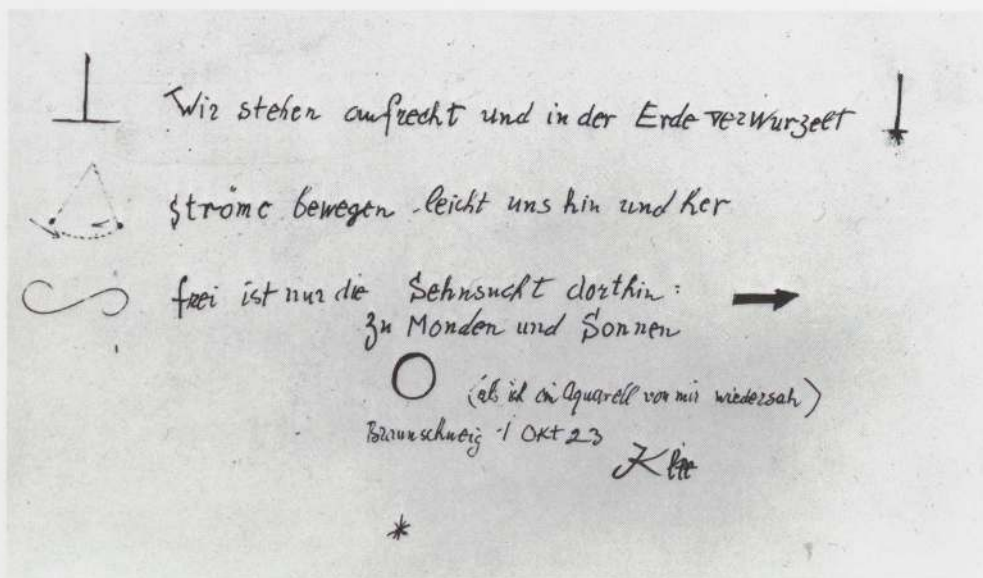 Wir stehen aufrecht und in der Erde verwurzelt
ströme bewegen leicht uns hin und her
frei ist nur die Sehnsucht dorthin:
zu Monden und Sonnen
(als ich ein Aquarell von mir wiedersah)
Braunschweig 1 Okt 23
Klee